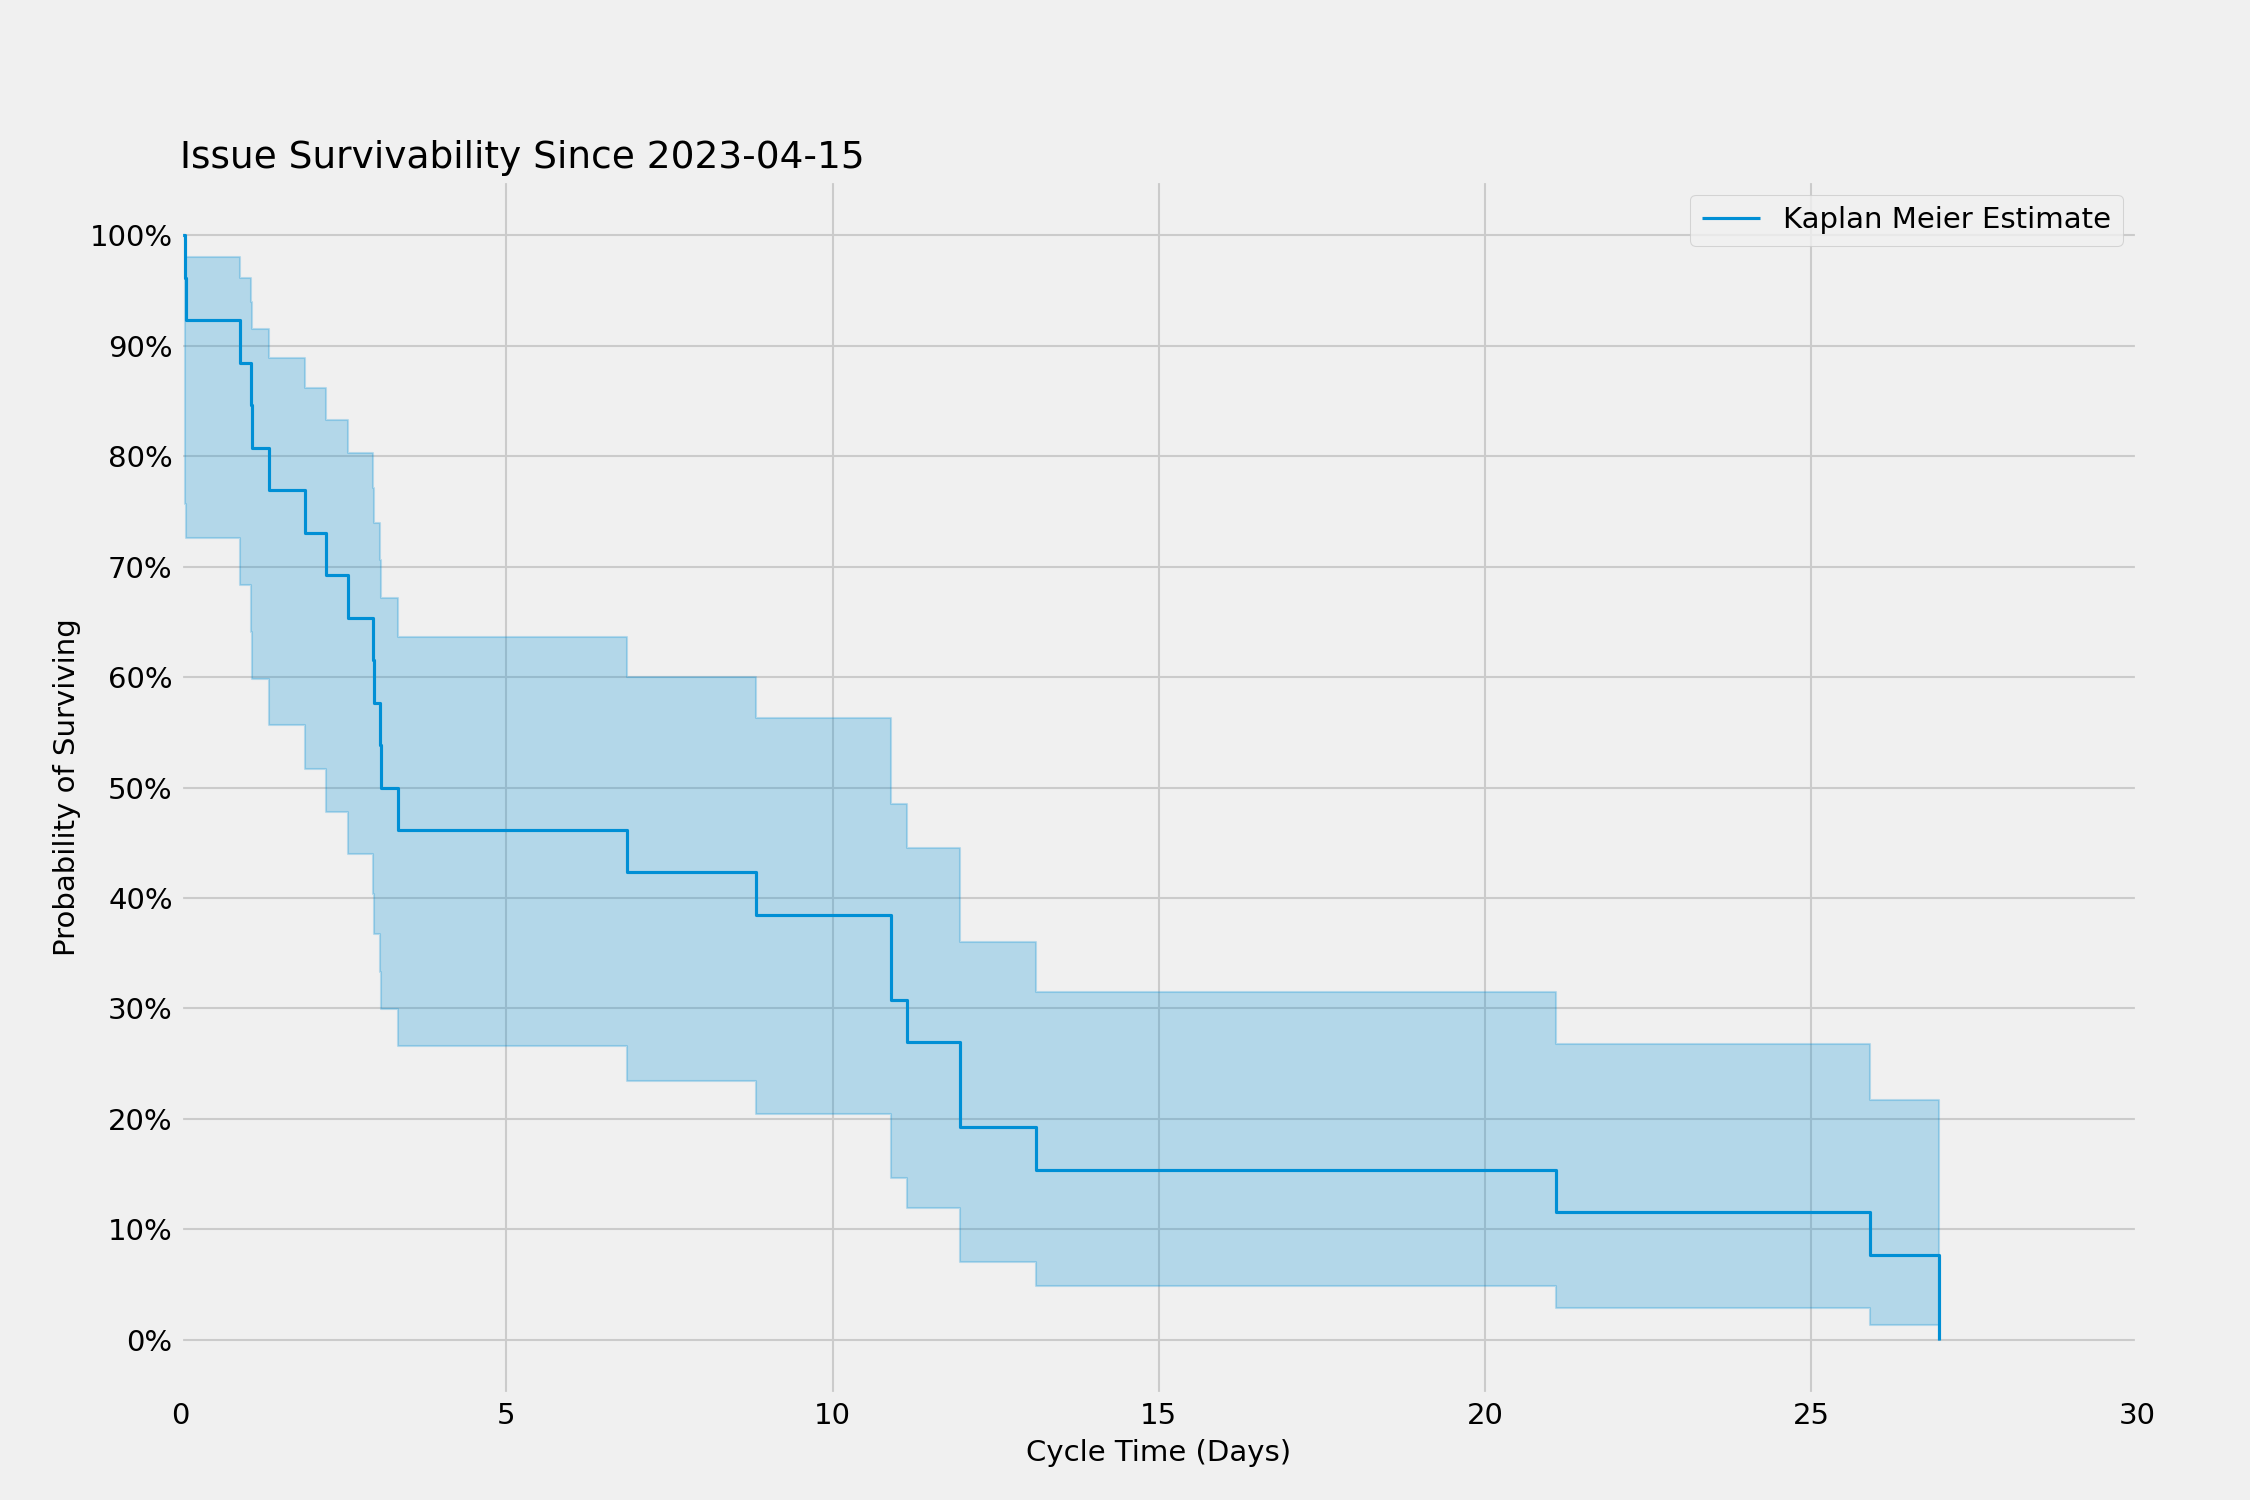 Issue Survivability Since 2023-04-15
Kaplan Meier Estimate
100%
90%
80%
70%
60%
50%
40%
30%
20%
10%
0%
Probability of Surviving
0 5 10 15 20 25 30
Cycle Time (Days)